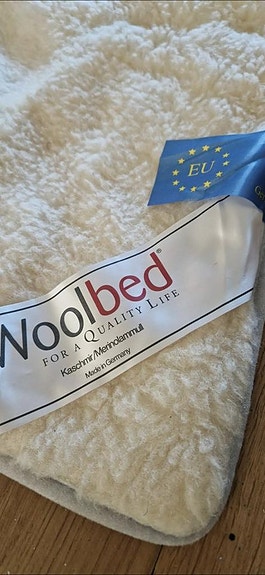 EU
Woolbed®
FOR A QUALITY LIFE
Kaschmir/Merinolammwoll
Made in Germany